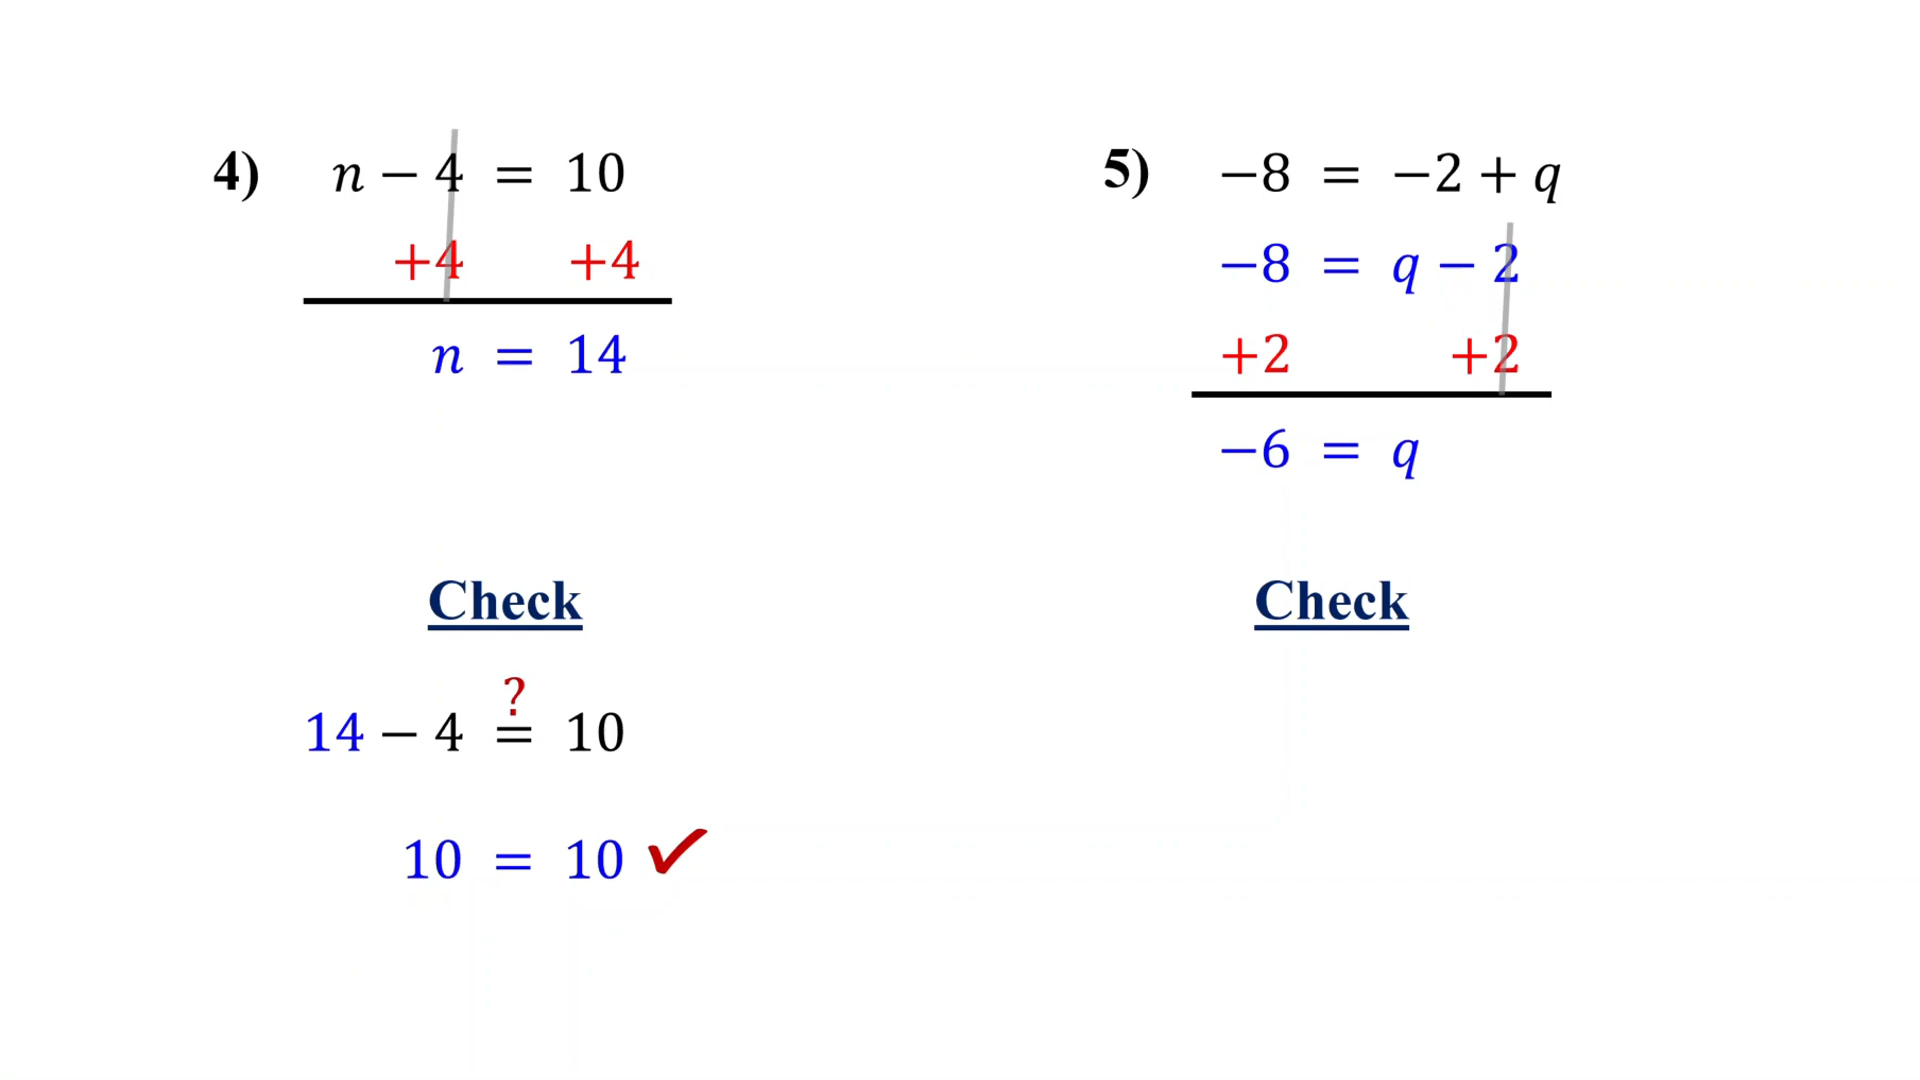 4) n − 4 = 10
+4 +4
n = 14
Check
14 − 4 ≟ 10
10 = 10 ✓
5) −8 = −2 + q
−8 = q − 2
+2 +2
−6 = q
Check